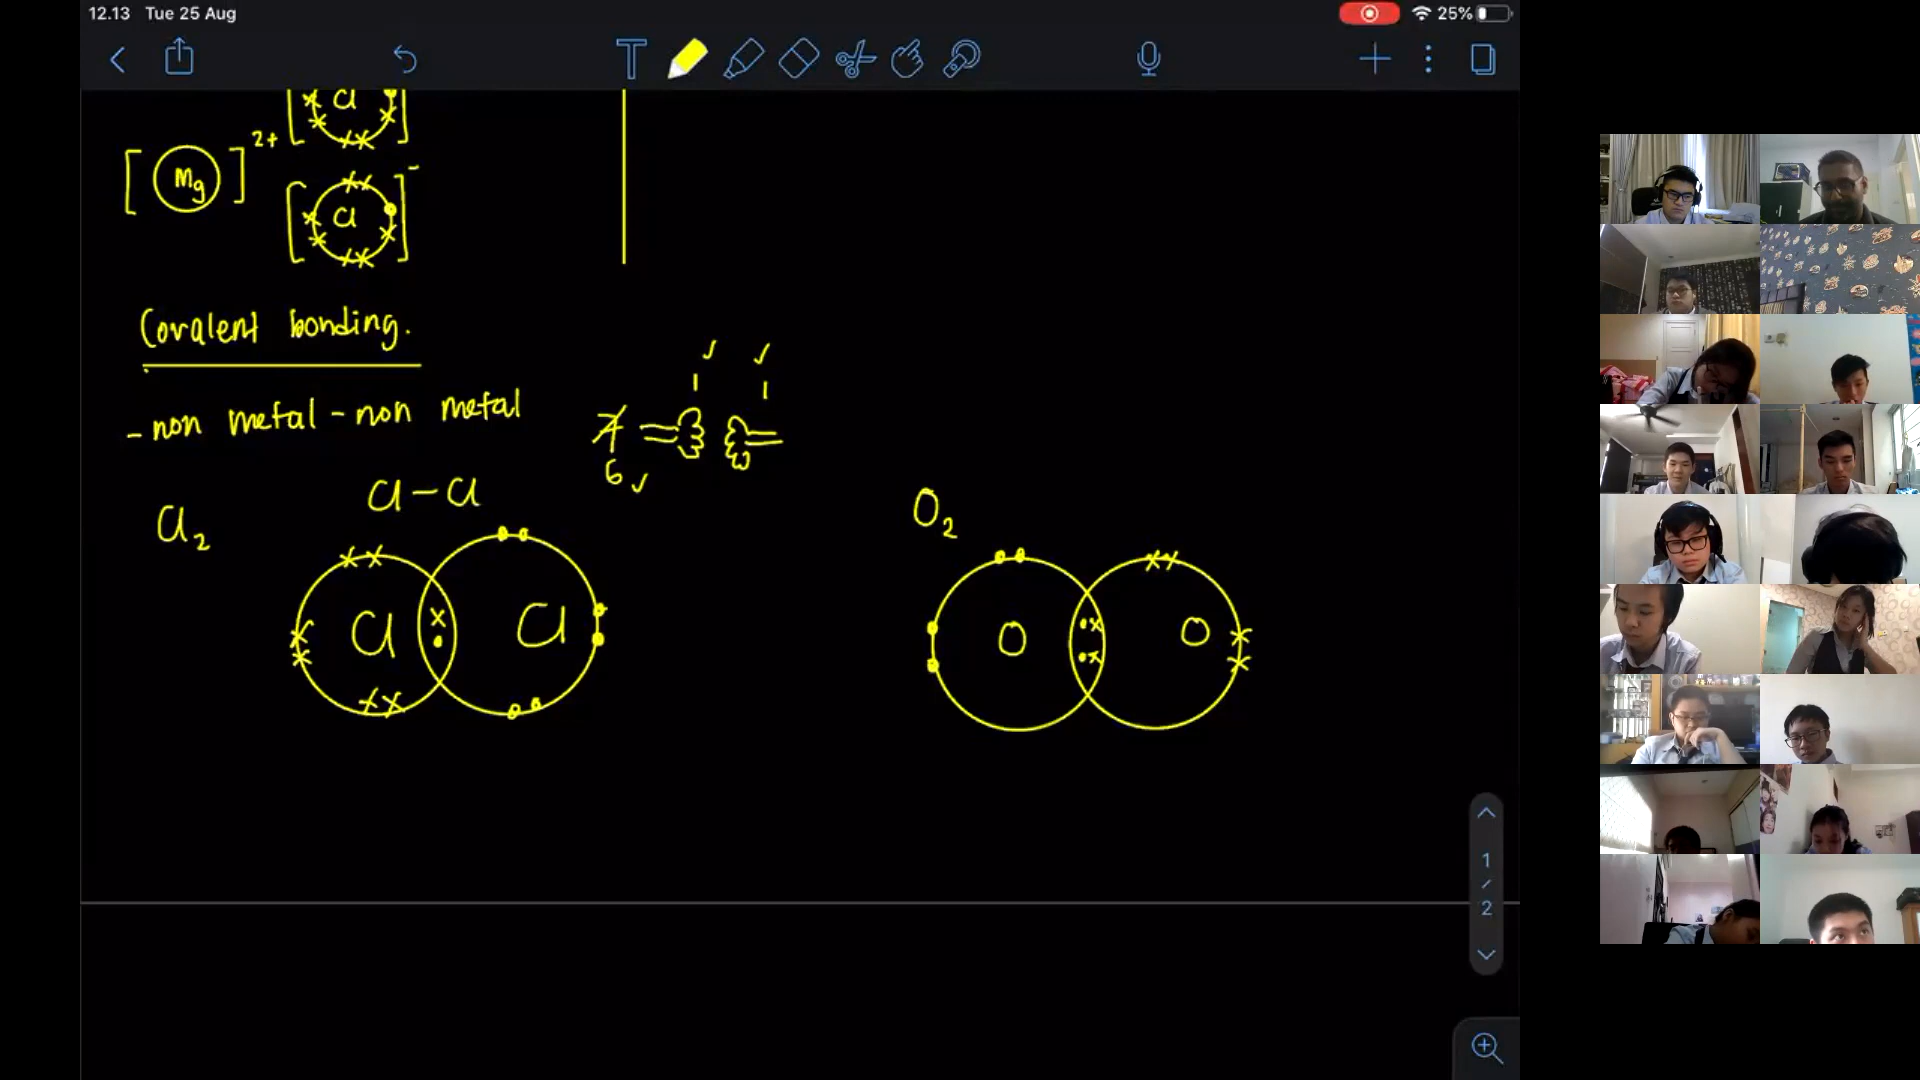 12.13 Tue 25 Aug
25%
T
Cl
[Mg]2+
[Cl]-
Covalent bonding.
- non metal - non metal
7
6 ✓
✓ ✓
Cl - Cl
Cl2
Cl Cl
O2
O O
1
/
2